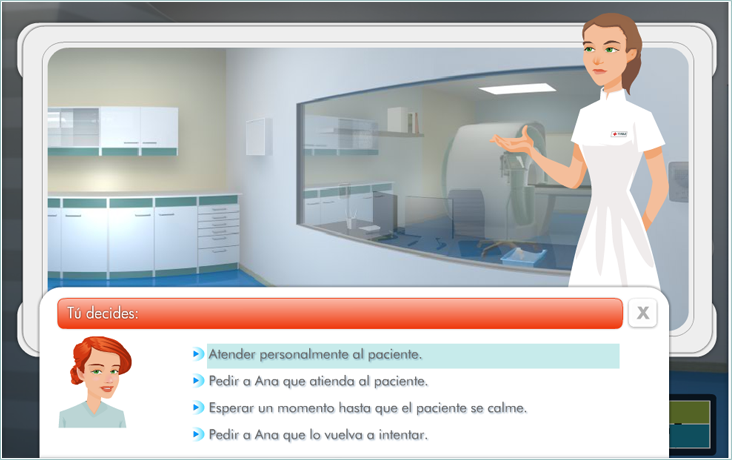 Tú decides:
X
Atender personalmente al paciente.
Pedir a Ana que atienda al paciente.
Esperar un momento hasta que el paciente se calme.
Pedir a Ana que lo vuelva a intentar.